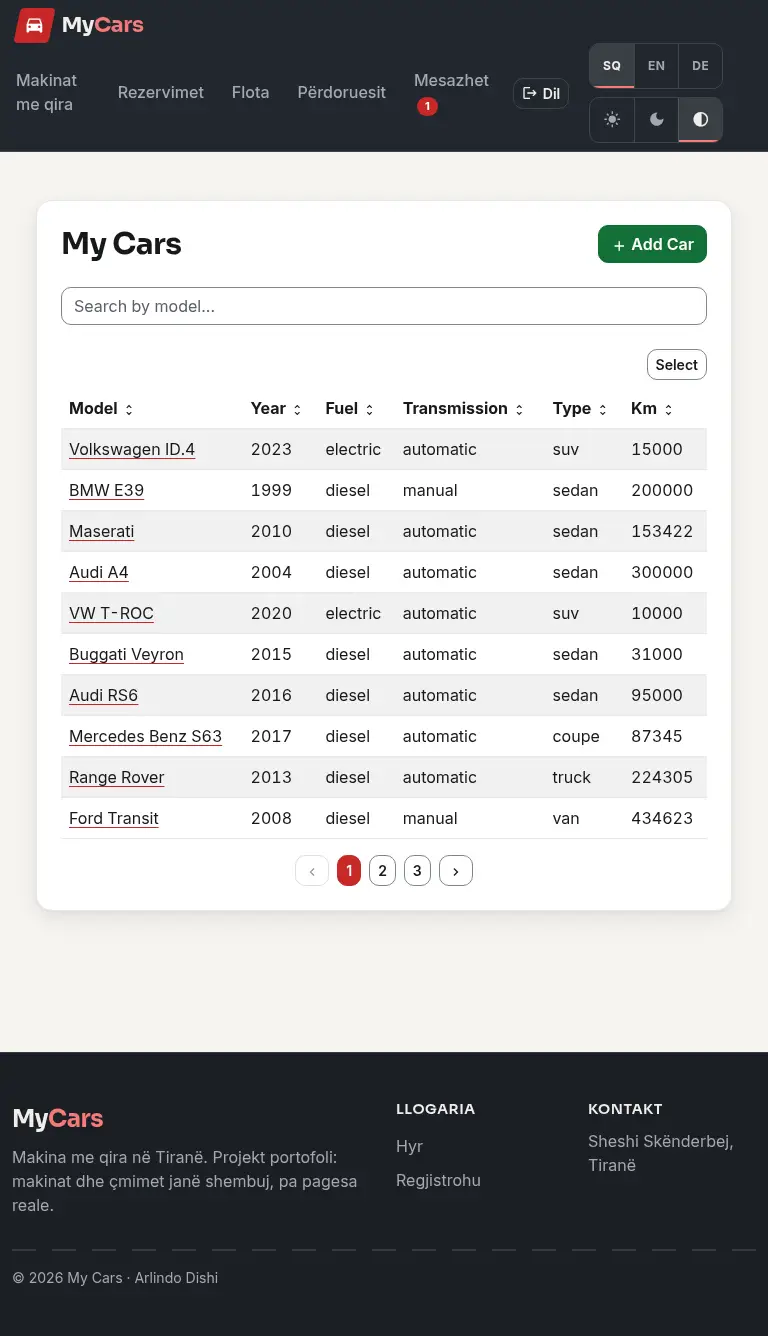 MyCars
Makinat
me qira
Rezervimet
Flota
Përdoruesit
Mesazhet
1
Dil
SQ
EN
DE
My Cars
+ Add Car
Search by model...
Select
Model Year Fuel Transmission Type Km
Volkswagen ID.4 2023 electric automatic suv 15000
BMW E39 1999 diesel manual sedan 200000
Maserati 2010 diesel automatic sedan 153422
Audi A4 2004 diesel automatic sedan 300000
VW T-ROC 2020 electric automatic suv 10000
Buggati Veyron 2015 diesel automatic sedan 31000
Audi RS6 2016 diesel automatic sedan 95000
Mercedes Benz S63 2017 diesel automatic coupe 87345
Range Rover 2013 diesel automatic truck 224305
Ford Transit 2008 diesel manual van 434623
‹ 1 2 3 ›
MyCars
Makina me qira në Tiranë. Projekt portofoli:
makinat dhe çmimet janë shembuj, pa pagesa
reale.
LLOGARIA
Hyr
Regjistrohu
KONTAKT
Sheshi Skënderbej,
Tiranë
© 2026 My Cars · Arlindo Dishi